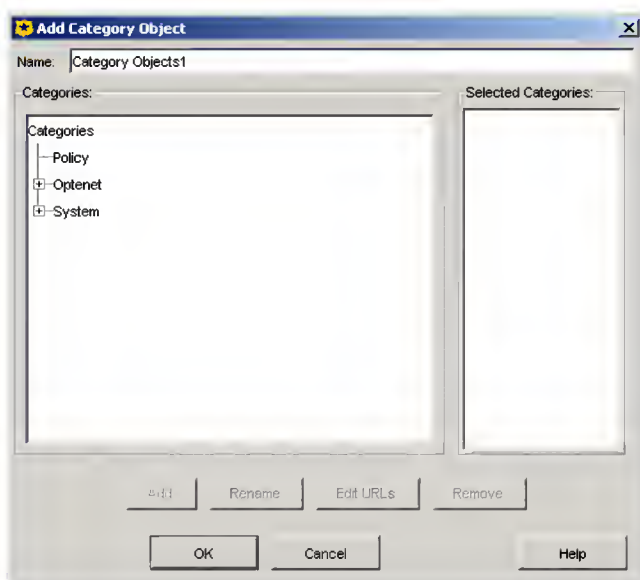 Add Category Object
Name: Category Objects1
Categories: Selected Categories:
Categories
Policy
Optenet
System
Add Rename Edit URLs Remove
OK Cancel Help